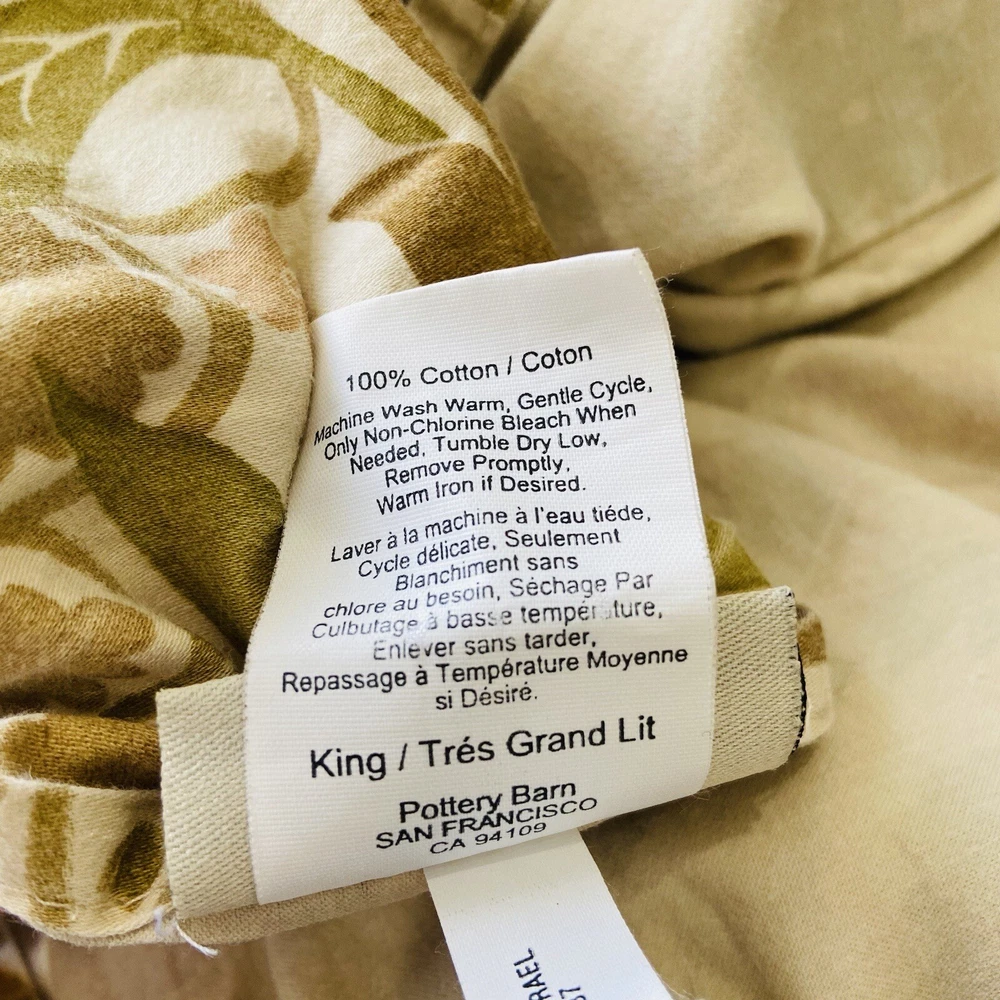 100% Cotton / Coton
Machine Wash Warm, Gentle Cycle,
Only Non-Chlorine Bleach When
Needed, Tumble Dry Low,
Remove Promptly,
Warm Iron if Desired.
Laver à la machine à l'eau tiéde,
Cycle délicate, Seulement
Blanchiment sans
chlore au besoin, Séchage Par
Culbutage à basse température,
Enlever sans tarder,
Repassage à Température Moyenne
si Désiré.
King / Trés Grand Lit
Pottery Barn
SAN FRANCISCO
CA 94109